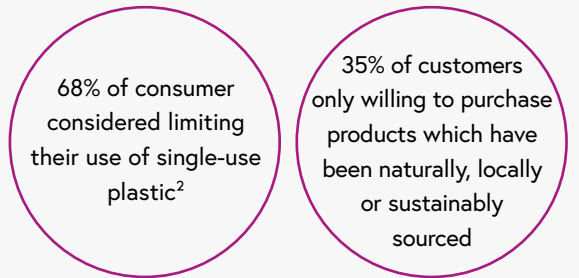 68% of consumer
considered limiting
their use of single-use
plastic²
35% of customers
only willing to purchase
products which have
been naturally, locally
or sustainably
sourced